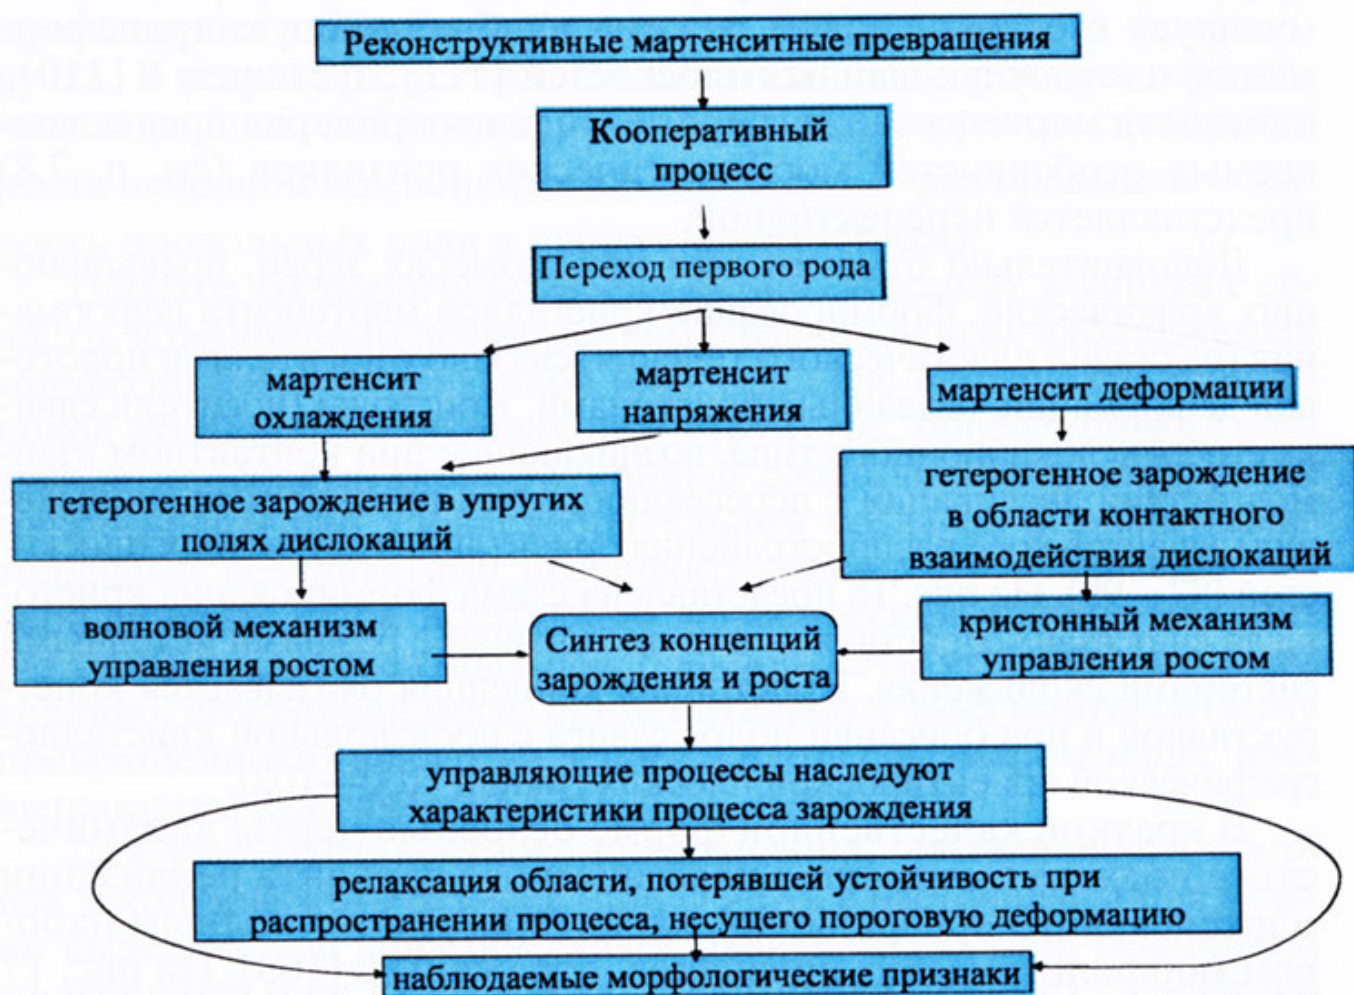 Реконструктивные мартенситные превращения
Кооперативный
процесс
Переход первого рода
мартенсит
охлаждения
мартенсит
напряжения
мартенсит деформации
гетерогенное зарождение в упругих
полях дислокаций
гетерогенное зарождение
в области контактного
взаимодействия дислокаций
волновой механизм
управления ростом
Синтез концепций
зарождения и роста
кристонный механизм
управления ростом
управляющие процессы наследуют
характеристики процесса зарождения
релаксация области, потерявшей устойчивость при
распространении процесса, несущего пороговую деформацию
наблюдаемые морфологические признаки